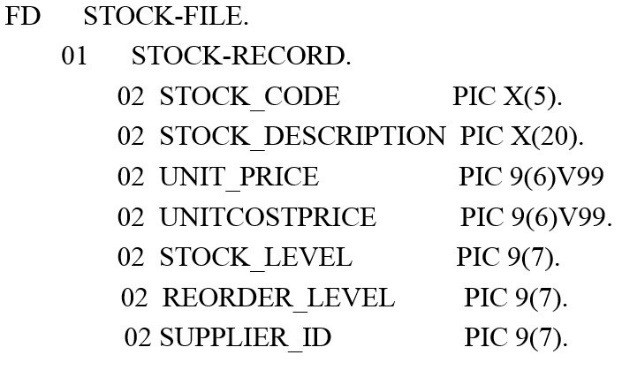 FD STOCK-FILE.
01 STOCK-RECORD.
02 STOCK_CODE PIC X(5).
02 STOCK_DESCRIPTION PIC X(20).
02 UNIT_PRICE PIC 9(6)V99
02 UNITCOSTPRICE PIC 9(6)V99.
02 STOCK_LEVEL PIC 9(7).
02 REORDER_LEVEL PIC 9(7).
02 SUPPLIER_ID PIC 9(7).